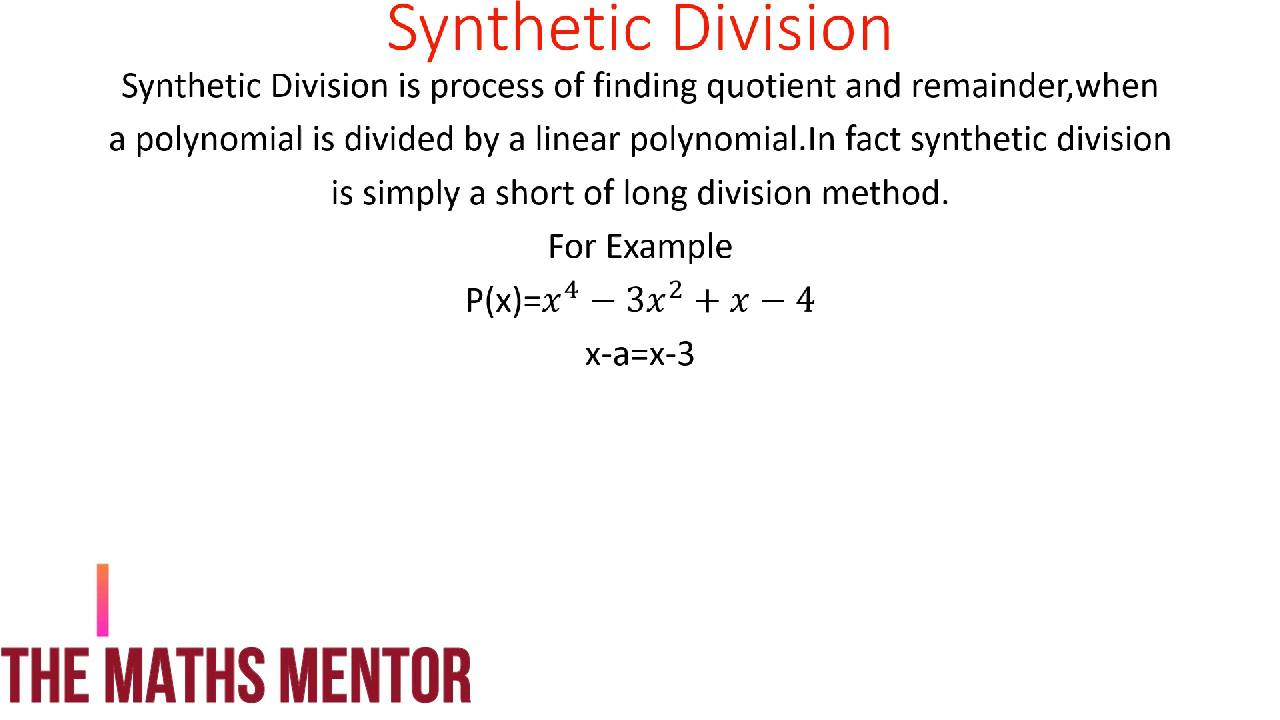 Synthetic Division
Synthetic Division is process of finding quotient and remainder,when
a polynomial is divided by a linear polynomial.In fact synthetic division
is simply a short of long division method.
For Example
P(x)=𝑥⁴ − 3𝑥² + 𝑥 − 4
x-a=x-3
THE MATHS MENTOR